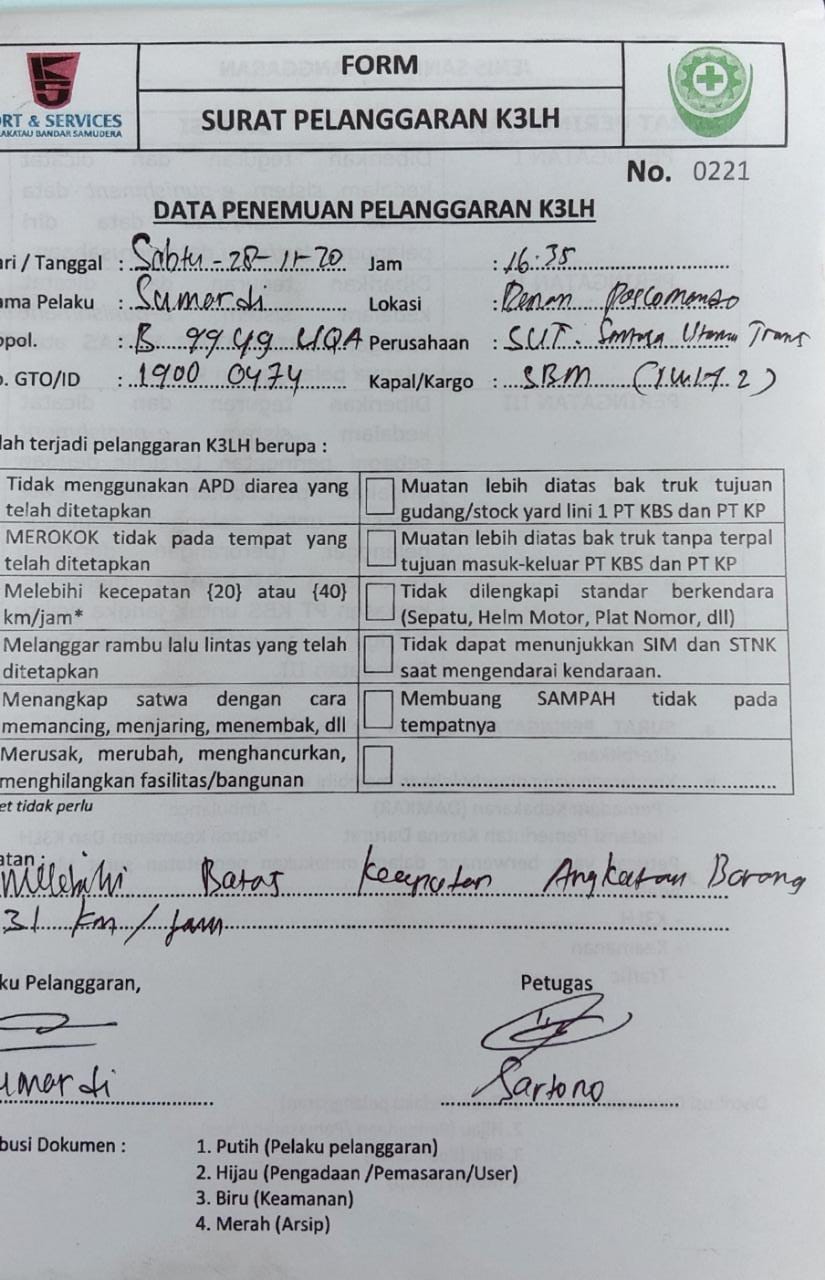 FORM
SURAT PELANGGARAN K3LH
RT & SERVICES
AKATAU BANDAR SAMUDERA
No. 0221
DATA PENEMUAN PELANGGARAN K3LH
ari / Tanggal : Sabtu - 28-11-20 Jam : 16.35
ama Pelaku : Sumardi Lokasi :
opol. : B 9949 UQA Perusahaan : SUT. Santosa Utama Trans
o. GTO/ID : 1900 0474 Kapal/Kargo : SBM
lah terjadi pelanggaran K3LH berupa :
Tidak menggunakan APD diarea yang Muatan lebih diatas bak truk tujuan
telah ditetapkan gudang/stock yard lini 1 PT KBS dan PT KP
MEROKOK tidak pada tempat yang Muatan lebih diatas bak truk tanpa terpal
telah ditetapkan tujuan masuk-keluar PT KBS dan PT KP
Melebihi kecepatan {20} atau {40} Tidak dilengkapi standar berkendara
km/jam* (Sepatu, Helm Motor, Plat Nomor, dll)
Melanggar rambu lalu lintas yang telah Tidak dapat menunjukkan SIM dan STNK
ditetapkan saat mengendarai kendaraan.
Menangkap satwa dengan cara Membuang SAMPAH tidak pada
memancing, menjaring, menembak, dll tempatnya
Merusak, merubah, menghancurkan,
menghilangkan fasilitas/bangunan
et tidak perlu
atan : Melebihi Batas Kecepatan Angkatan Barang
31 km/jam
ku Pelanggaran, Petugas
umardi Sartono
busi Dokumen : 1. Putih (Pelaku pelanggaran)
2. Hijau (Pengadaan /Pemasaran/User)
3. Biru (Keamanan)
4. Merah (Arsip)